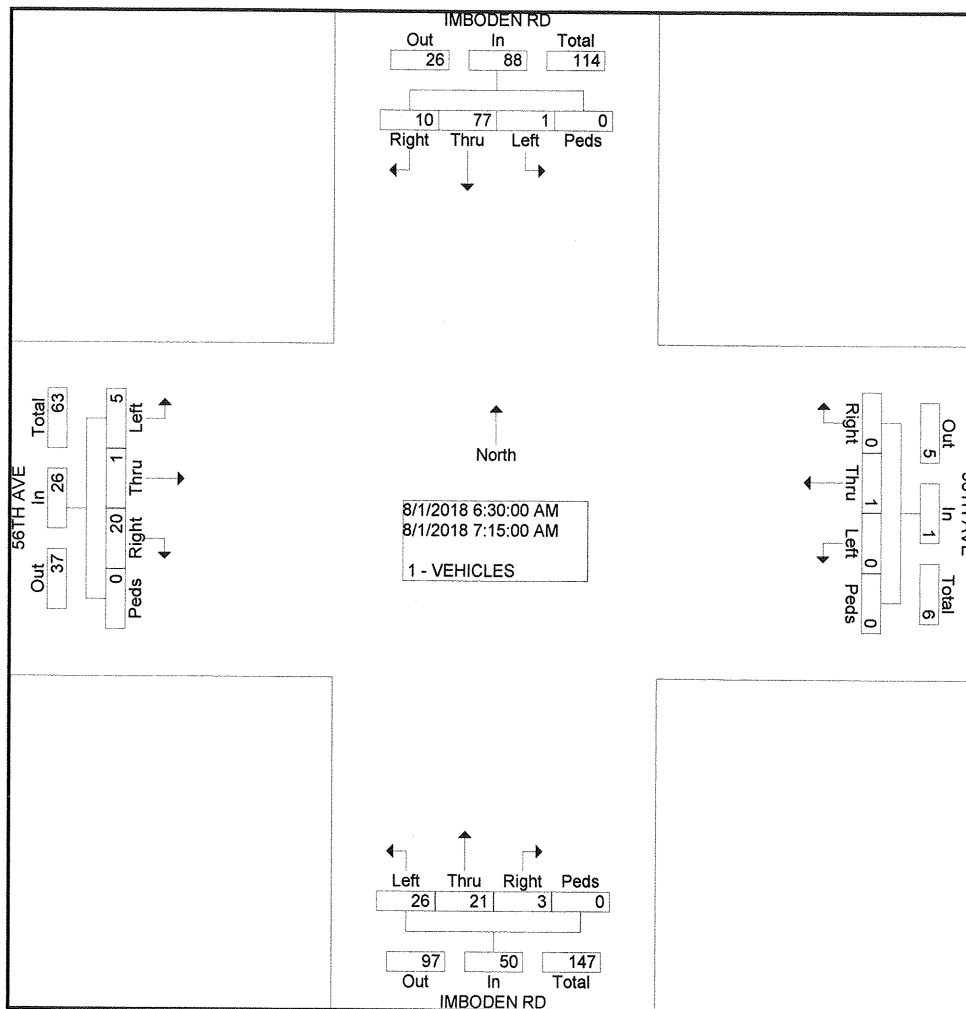 IMBODEN RD
Out In Total
26 88 114
10 77 1 0
Right Thru Left Peds
56TH AVE
Total In Out
63 26 37
5 1 20 0
Left Thru Right Peds
North
8/1/2018 6:30:00 AM
8/1/2018 7:15:00 AM
1 - VEHICLES
Right Thru Left Peds
0 1 0 0
Out In Total
5 1 6
AVE
Left Thru Right Peds
26 21 3 0
97 50 147
Out In Total
IMBODEN RD